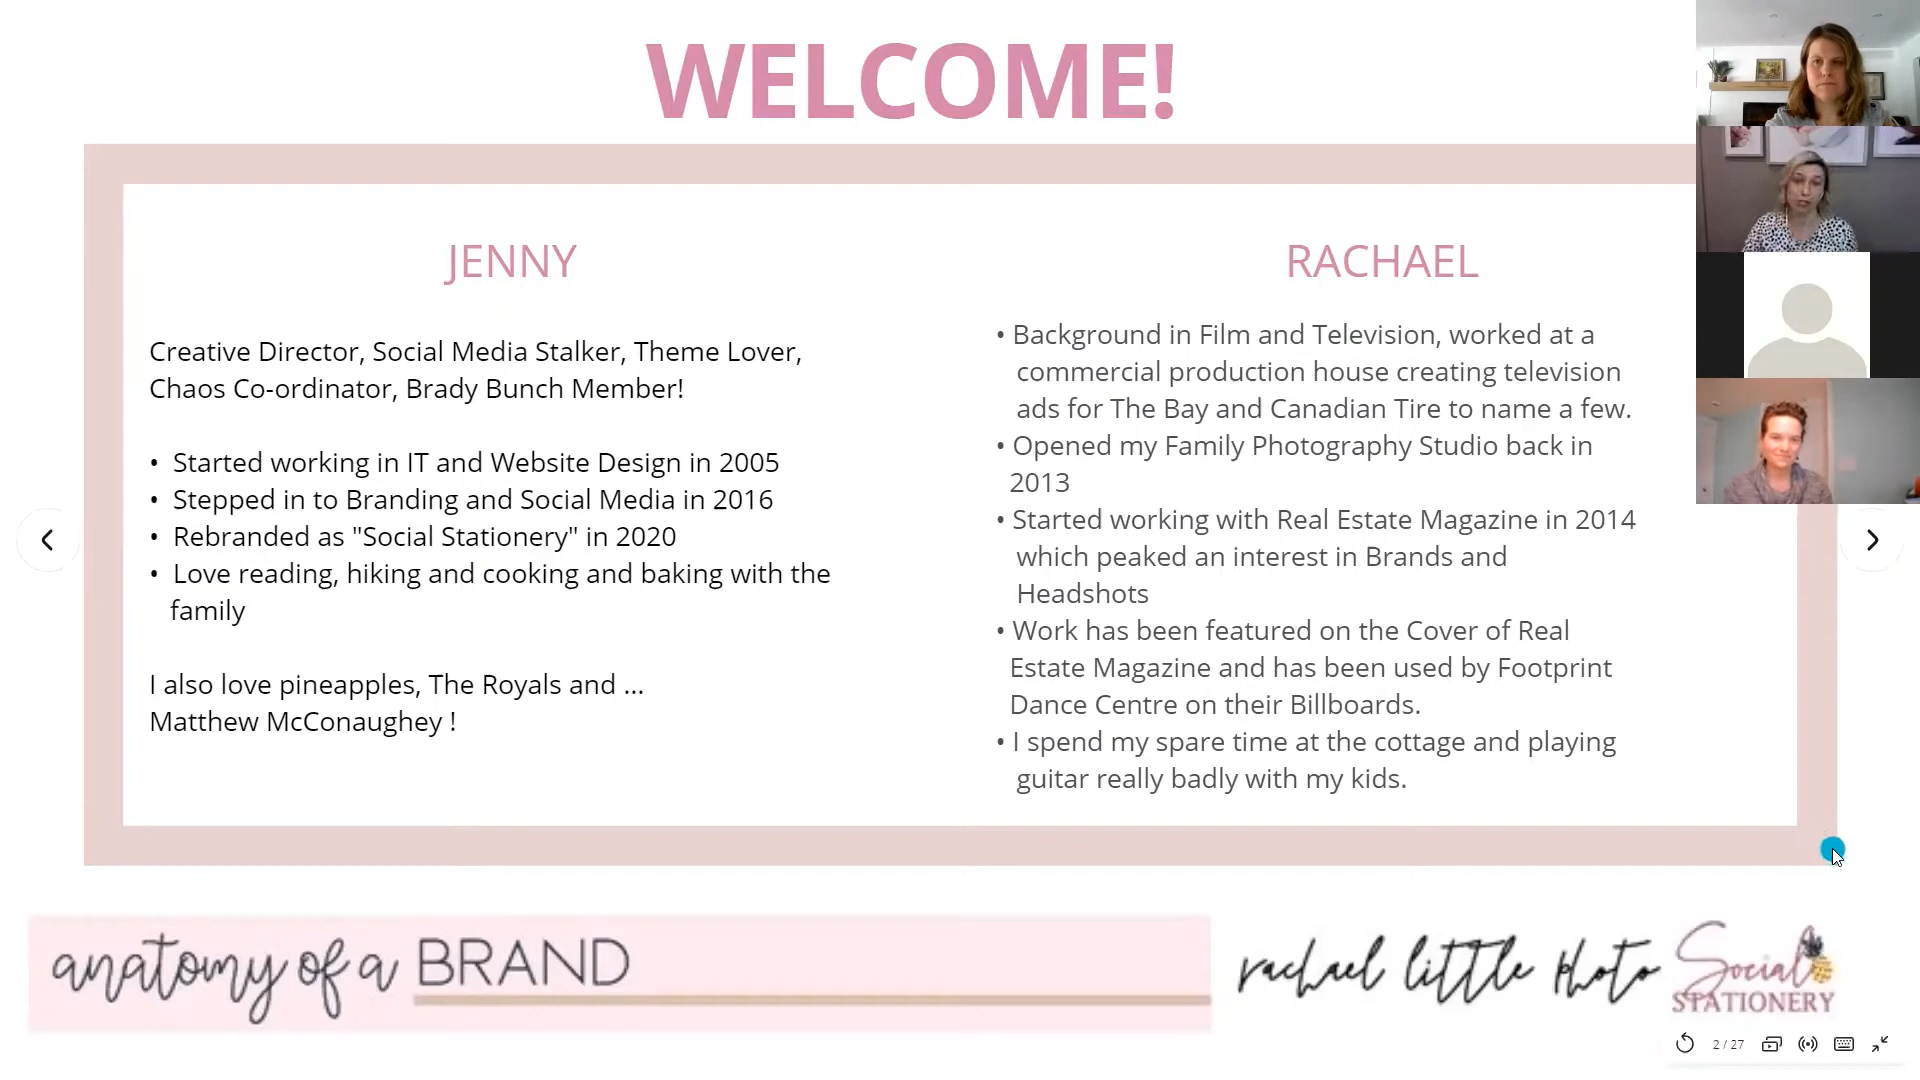 WELCOME!
JENNY
Creative Director, Social Media Stalker, Theme Lover,
Chaos Co-ordinator, Brady Bunch Member!
• Started working in IT and Website Design in 2005
• Stepped in to Branding and Social Media in 2016
• Rebranded as "Social Stationery" in 2020
• Love reading, hiking and cooking and baking with the
family
I also love pineapples, The Royals and ...
Matthew McConaughey !
RACHAEL
• Background in Film and Television, worked at a
commercial production house creating television
ads for The Bay and Canadian Tire to name a few.
• Opened my Family Photography Studio back in
2013
• Started working with Real Estate Magazine in 2014
which peaked an interest in Brands and
Headshots
• Work has been featured on the Cover of Real
Estate Magazine and has been used by Footprint
Dance Centre on their Billboards.
• I spend my spare time at the cottage and playing
guitar really badly with my kids.
anatomy of a BRAND
rachael little photo
Social
STATIONERY
2 / 27